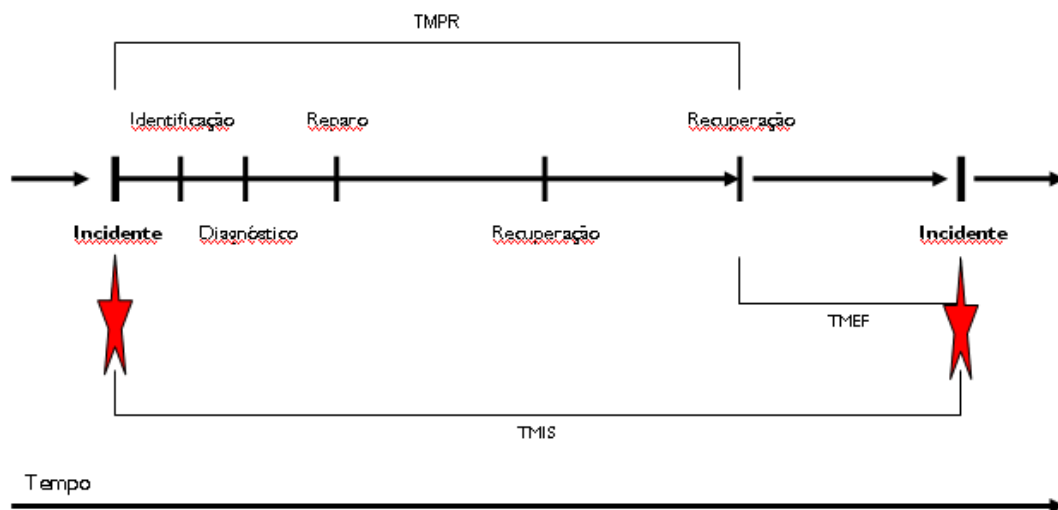 TMPR
Identificação Reparo Recuperação
Incidente Diagnóstico Recuperação Incidente
TMEF
TMIS
Tempo